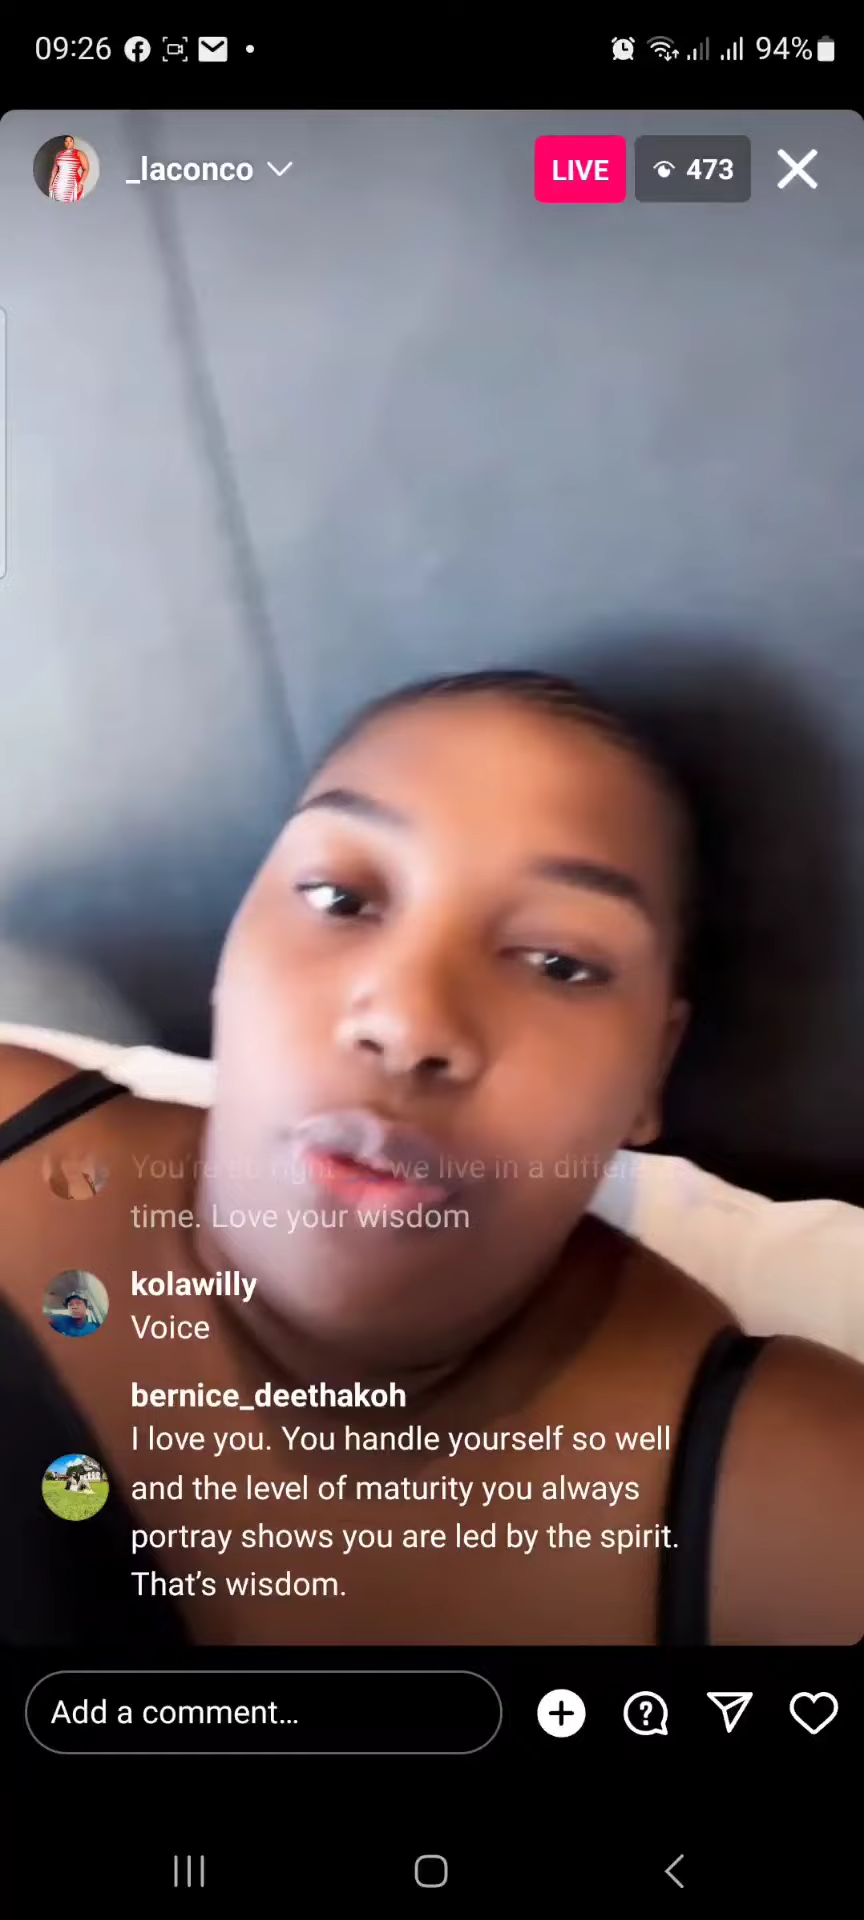 09:26
94%
_laconco
LIVE
473
we live in a
time. Love your wisdom
kolawilly
Voice
bernice_deethakoh
I love you. You handle yourself so well
and the level of maturity you always
portray shows you are led by the spirit.
That's wisdom.
Add a comment...